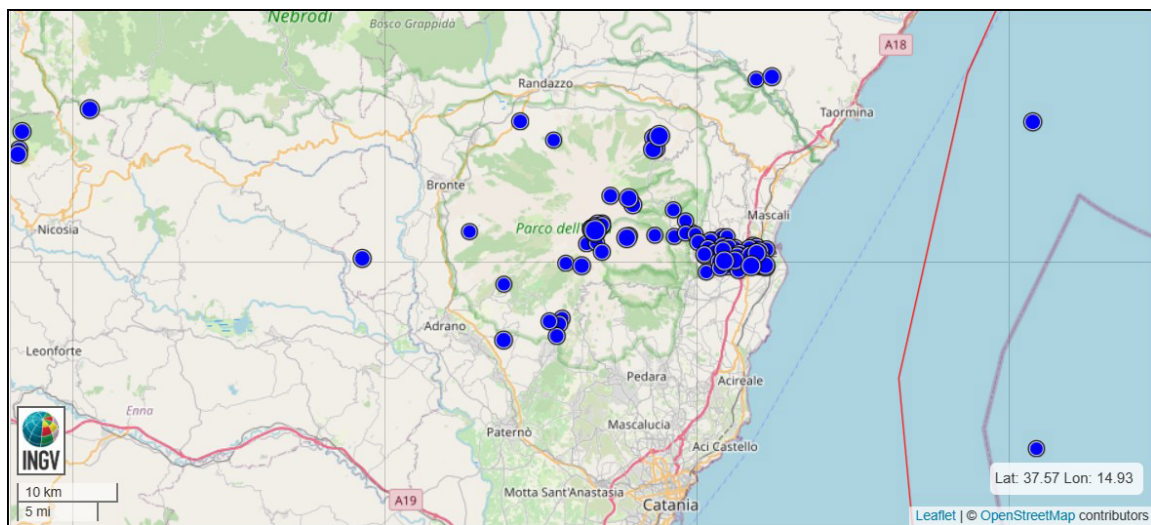 Nebrodi
Bosco Grappidà
A18
Randazzo
Taormina
Bronte
Mascali
Nicosia
Parco dell
Adrano
Leonforte
Pedara
Acireale
Enna
Mascalucia
Paternò
Aci Castello
INGV
Lat: 37.57 Lon: 14.93
10 km
5 mi
A19
Motta Sant'Anastasia
Catania
Leaflet | © OpenStreetMap contributors